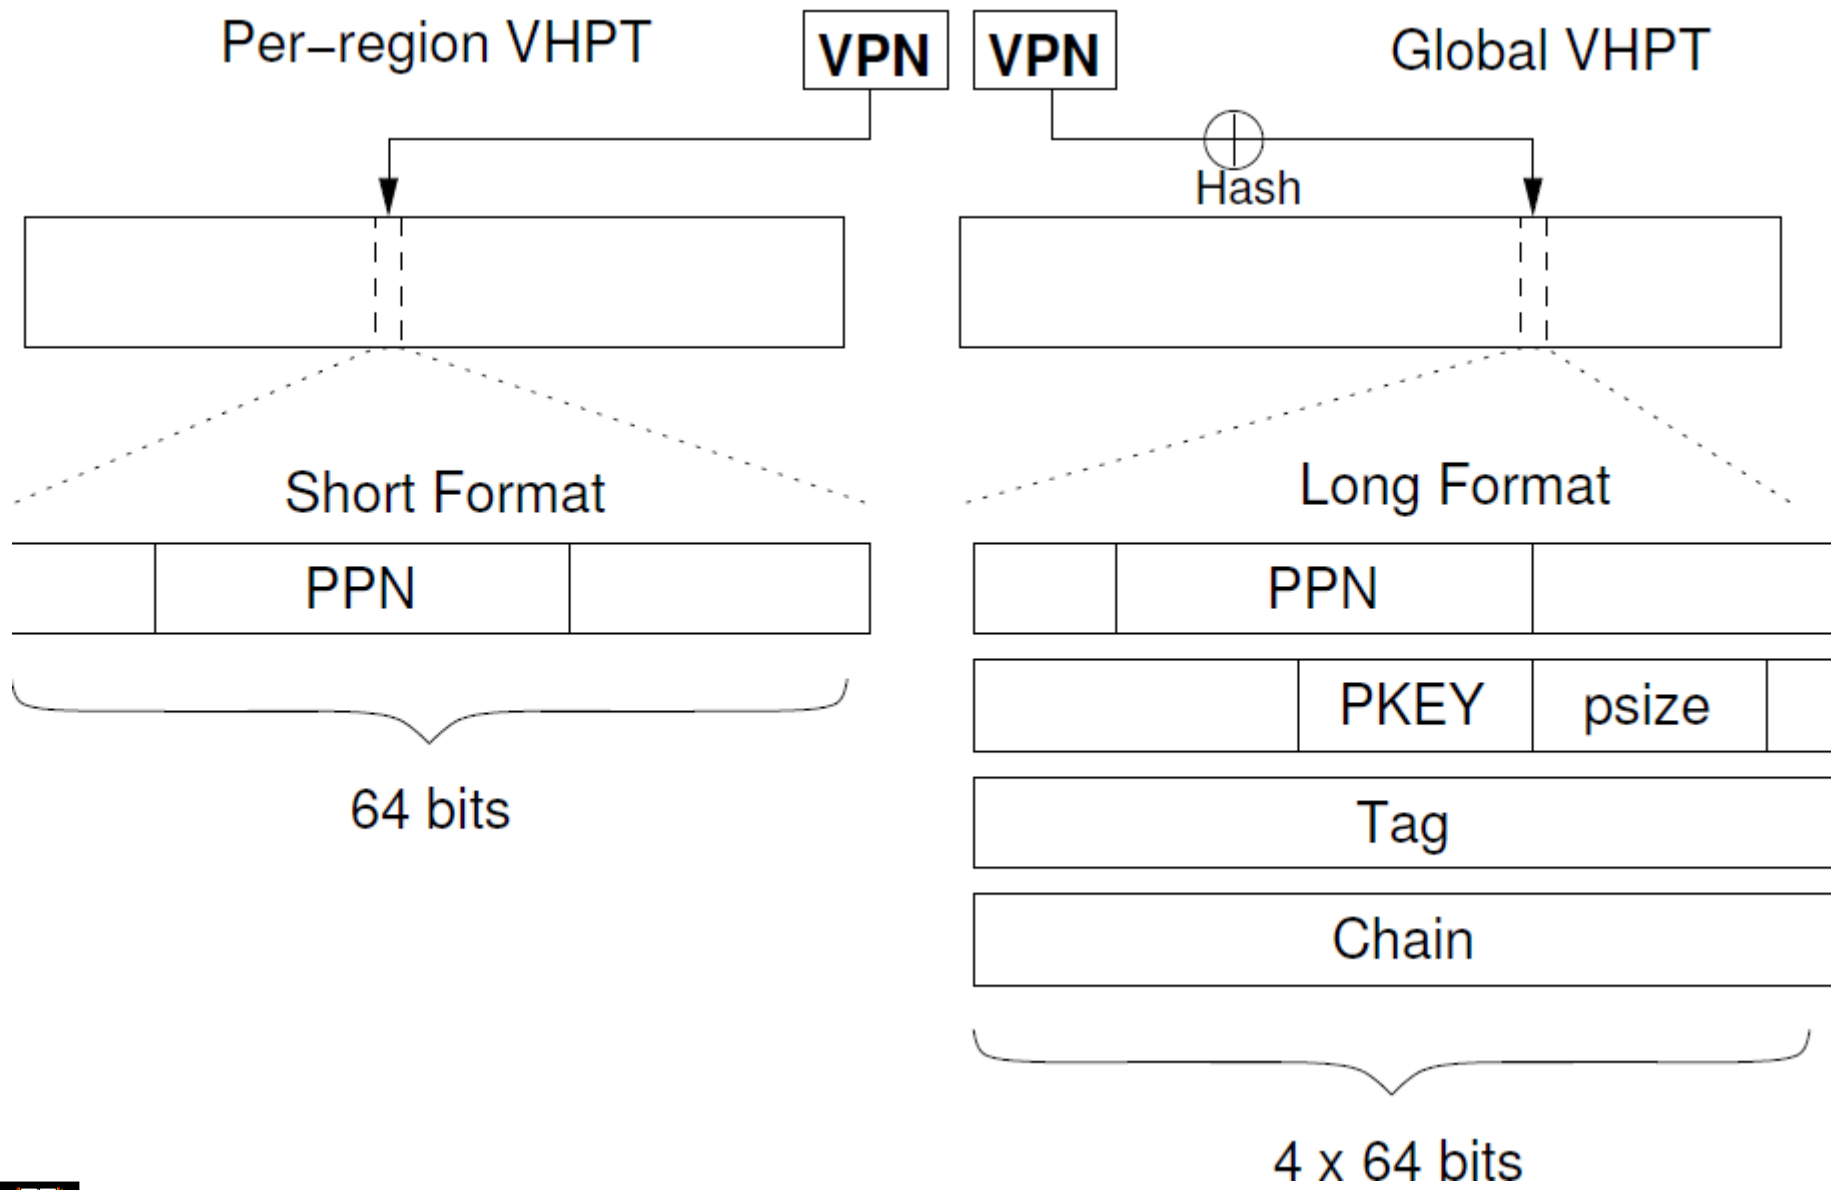 Per–region VHPT
VPN
VPN
Global VHPT
Hash
Short Format
PPN
64 bits
Long Format
PPN
PKEY psize
Tag
Chain
4 x 64 bits